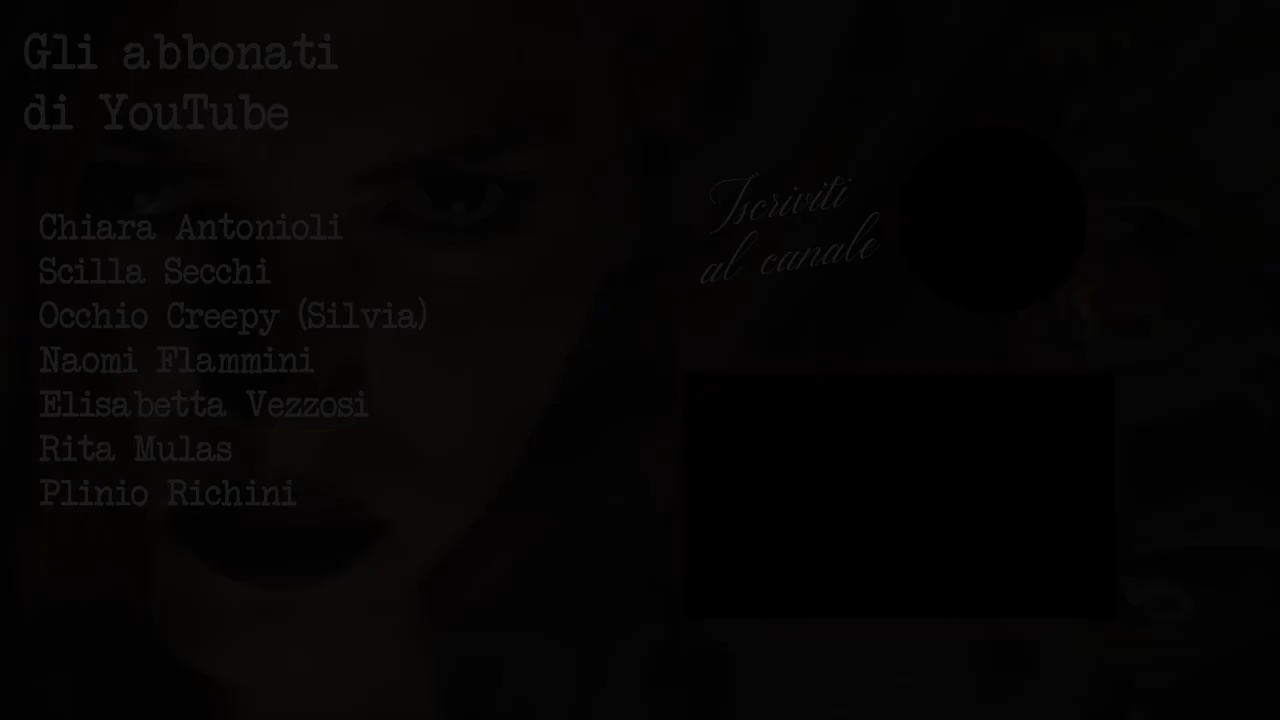 Gli abbonati
di YouTube
Chiara Antonioli
Scilla Secchi
Occhio Creepy (Silvia)
Naomi Flammini
Elisabetta Vezzosi
Rita Mulas
Plinio Richini
Iscriviti
al canale